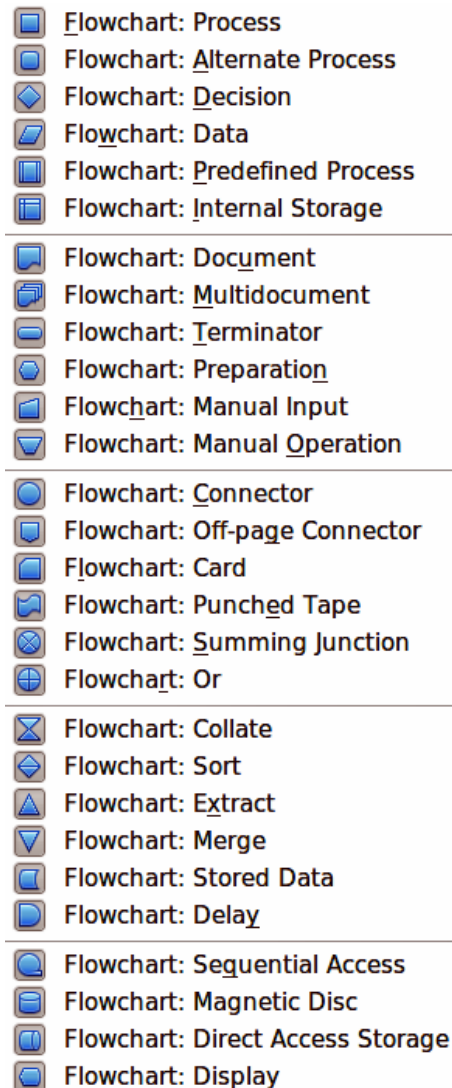 Flowchart: Process
Flowchart: Alternate Process
Flowchart: Decision
Flowchart: Data
Flowchart: Predefined Process
Flowchart: Internal Storage
Flowchart: Document
Flowchart: Multidocument
Flowchart: Terminator
Flowchart: Preparation
Flowchart: Manual Input
Flowchart: Manual Operation
Flowchart: Connector
Flowchart: Off-page Connector
Flowchart: Card
Flowchart: Punched Tape
Flowchart: Summing Junction
Flowchart: Or
Flowchart: Collate
Flowchart: Sort
Flowchart: Extract
Flowchart: Merge
Flowchart: Stored Data
Flowchart: Delay
Flowchart: Sequential Access
Flowchart: Magnetic Disc
Flowchart: Direct Access Storage
Flowchart: Display